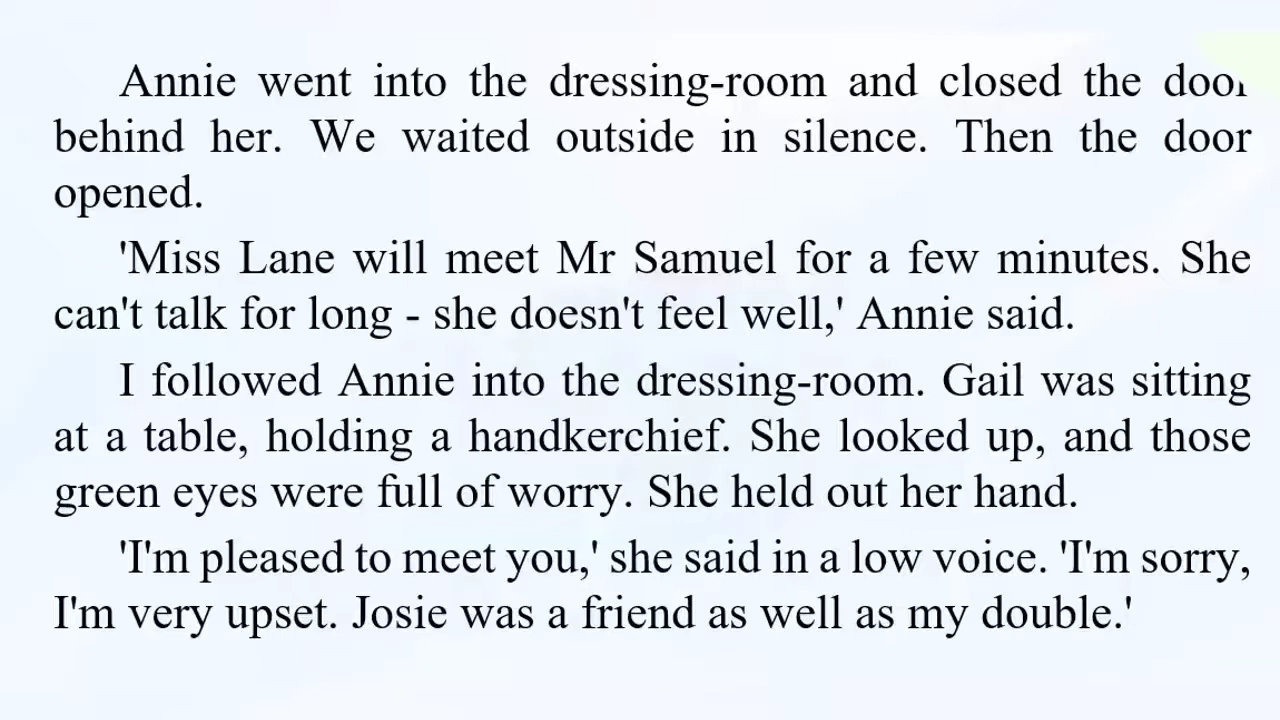 Annie went into the dressing-room and closed the door
behind her. We waited outside in silence. Then the door
opened.
'Miss Lane will meet Mr Samuel for a few minutes. She
can't talk for long - she doesn't feel well,' Annie said.
I followed Annie into the dressing-room. Gail was sitting
at a table, holding a handkerchief. She looked up, and those
green eyes were full of worry. She held out her hand.
'I'm pleased to meet you,' she said in a low voice. 'I'm sorry,
I'm very upset. Josie was a friend as well as my double.'